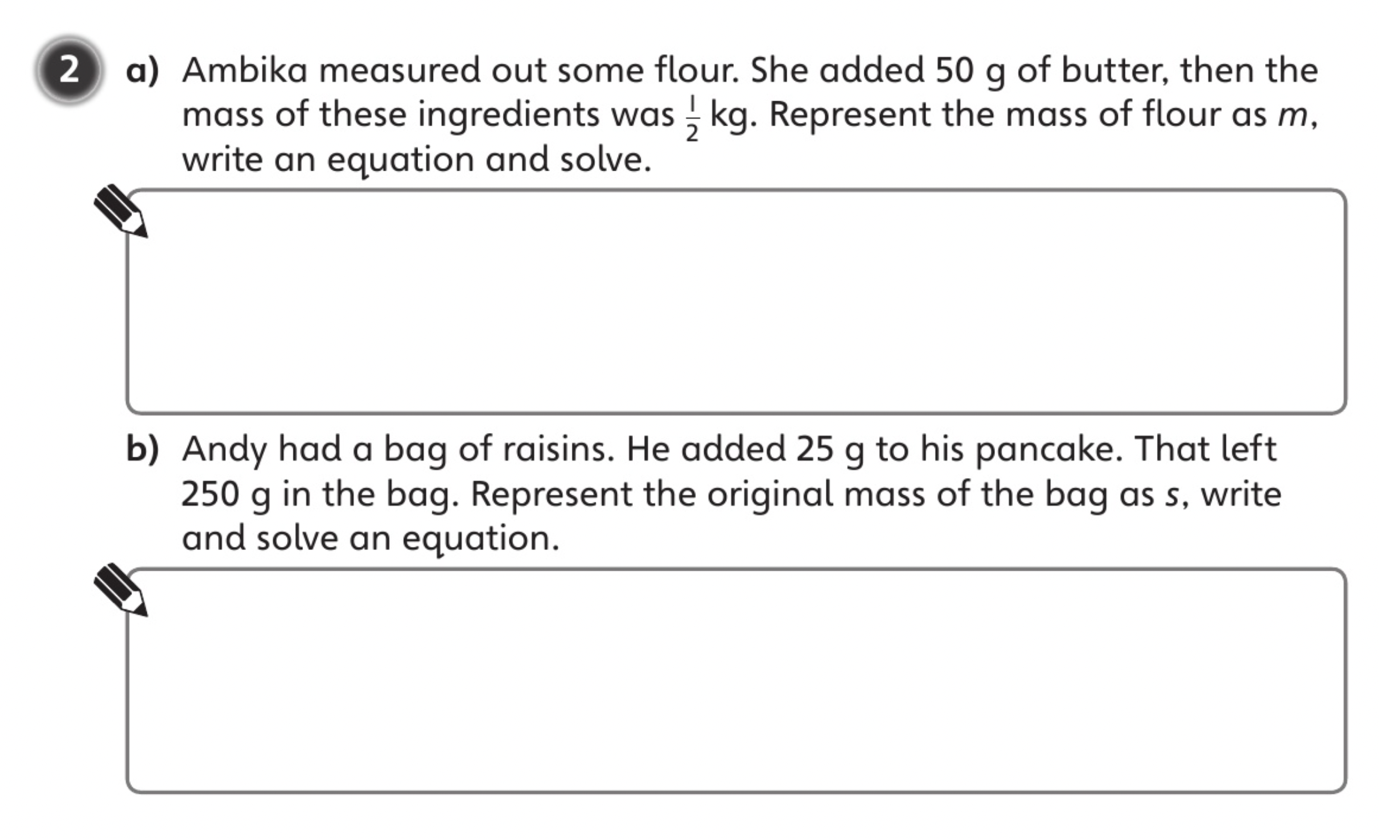 2 a) Ambika measured out some flour. She added 50 g of butter, then the
mass of these ingredients was 1/2 kg. Represent the mass of flour as m,
write an equation and solve.
b) Andy had a bag of raisins. He added 25 g to his pancake. That left
250 g in the bag. Represent the original mass of the bag as s, write
and solve an equation.